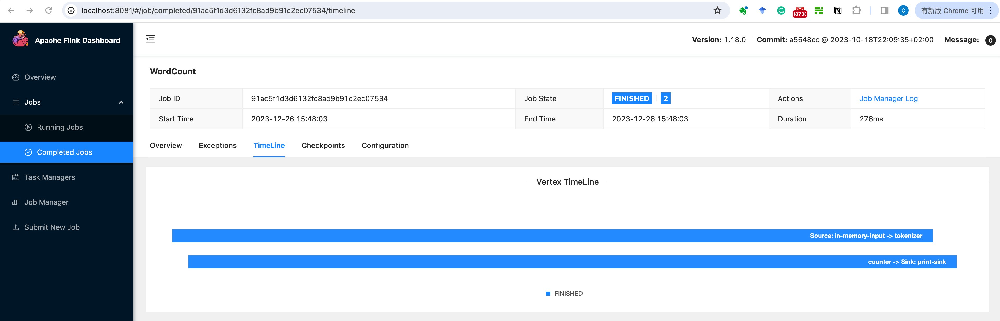 localhost:8081/#/job/completed/91ac5f1d3d6132fc8ad9b91c2ec07534/timeline
C
有新版 Chrome 可用
Apache Flink Dashboard
Version: 1.18.0 Commit: a5548cc @ 2023-10-18T22:09:35+02:00 Message: 0
Overview
Jobs
Running Jobs
Completed Jobs
Task Managers
Job Manager
Submit New Job
WordCount
Job ID 91ac5f1d3d6132fc8ad9b91c2ec07534 Job State FINISHED 2 Actions Job Manager Log
Start Time 2023-12-26 15:48:03 End Time 2023-12-26 15:48:03 Duration 276ms
Overview Exceptions TimeLine Checkpoints Configuration
Vertex TimeLine
Source: in-memory-input -> tokenizer
counter -> Sink: print-sink
FINISHED